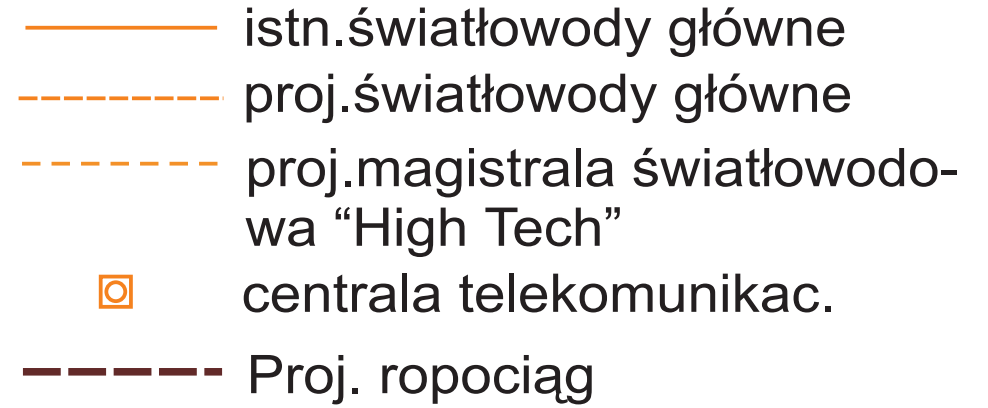 istn.światłowody główne
proj.światłowody główne
proj.magistrala światłowodo-
wa “High Tech”
centrala telekomunikac.
Proj. ropociąg